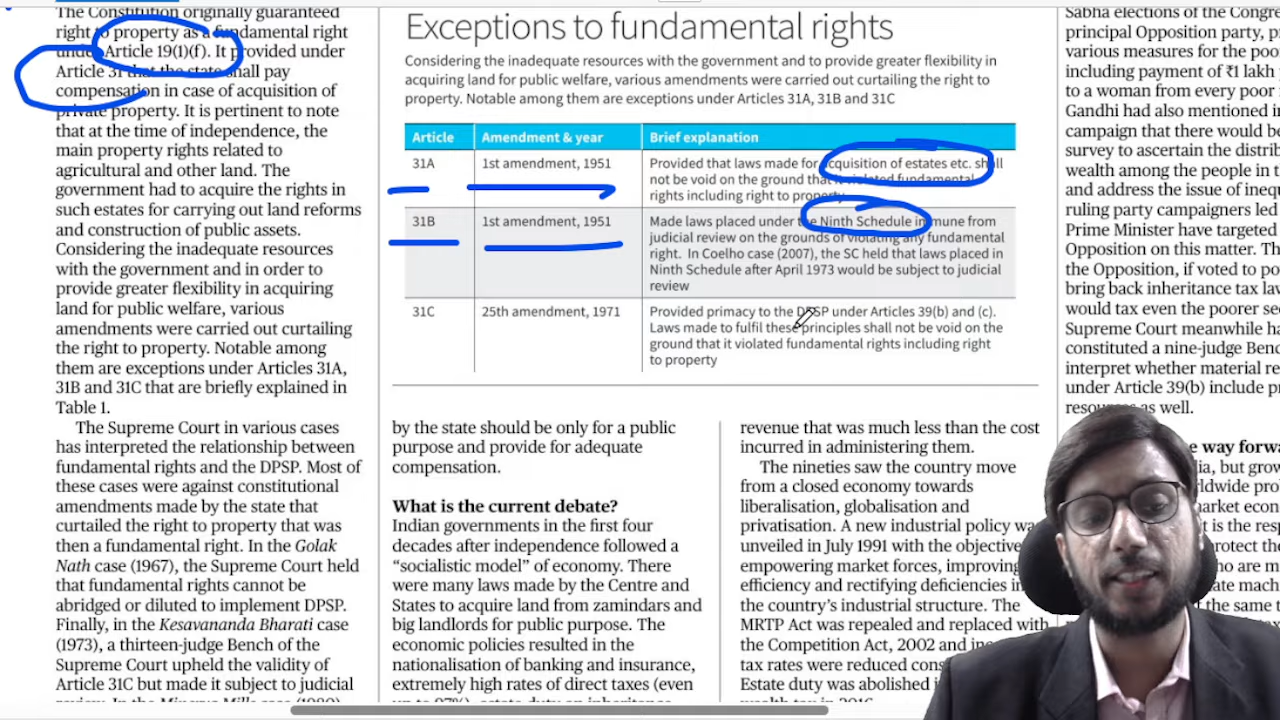 The Constitution originally guaranteed
right to property as a fundamental right
under Article 19(1)(f). It provided under
Article 31 that the state shall pay
compensation in case of acquisition of
private property. It is pertinent to note
that at the time of independence, the
main property rights related to
agricultural and other land. The
government had to acquire the rights in
such estates for carrying out land reforms
and construction of public assets.
Considering the inadequate resources
with the government and in order to
provide greater flexibility in acquiring
land for public welfare, various
amendments were carried out curtailing
the right to property. Notable among
them are exceptions under Articles 31A,
31B and 31C that are briefly explained in
Table 1.
The Supreme Court in various cases
has interpreted the relationship between
fundamental rights and the DPSP. Most of
these cases were against constitutional
amendments made by the state that
curtailed the right to property that was
then a fundamental right. In the Golak
Nath case (1967), the Supreme Court held
that fundamental rights cannot be
abridged or diluted to implement DPSP.
Finally, in the Kesavananda Bharati case
(1973), a thirteen-judge Bench of the
Supreme Court upheld the validity of
Article 31C but made it subject to judicial
Exceptions to fundamental rights
Considering the inadequate resources with the government and to provide greater flexibility in
acquiring land for public welfare, various amendments were carried out curtailing the right to
property. Notable among them are exceptions under Articles 31A, 31B and 31C
Article Amendment & year Brief explanation
31A 1st amendment, 1951 Provided that laws made for acquisition of estates etc. shall
not be void on the ground that it violated fundamental
rights including right to property
31B 1st amendment, 1951 Made laws placed under the Ninth Schedule immune from
judicial review on the grounds of violating any fundamental
right. In Coelho case (2007), the SC held that laws placed in
Ninth Schedule after April 1973 would be subject to judicial
review
31C 25th amendment, 1971 Provided primacy to the DPSP under Articles 39(b) and (c).
Laws made to fulfil these principles shall not be void on the
ground that it violated fundamental rights including right
to property
by the state should be only for a public
purpose and provide for adequate
compensation.
What is the current debate?
Indian governments in the first four
decades after independence followed a
“socialistic model” of economy. There
were many laws made by the Centre and
States to acquire land from zamindars and
big landlords for public purpose. The
economic policies resulted in the
nationalisation of banking and insurance,
extremely high rates of direct taxes (even
revenue that was much less than the cost
incurred in administering them.
The nineties saw the country move
from a closed economy towards
liberalisation, globalisation and
privatisation. A new industrial policy was
unveiled in July 1991 with the objective
empowering market forces, improving
efficiency and rectifying deficiencies in
the country’s industrial structure. The
MRTP Act was repealed and replaced with
the Competition Act, 2002 and
tax rates were reduced
Estate duty was abolished
Sabha elections of the Congre
principal Opposition party, p
various measures for the poo
including payment of ₹1 lakh
to a woman from every poor
Gandhi had also mentioned i
campaign that there would be
survey to ascertain the distrib
wealth among the people in t
and address the issue of ineq
ruling party campaigners led
Prime Minister have targeted
Opposition on this matter. Th
the Opposition, if voted to po
bring back inheritance tax law
would tax even the poorer se
Supreme Court meanwhile ha
constituted a nine-judge Benc
interpret whether material re
under Article 39(b) include p
resources as well.